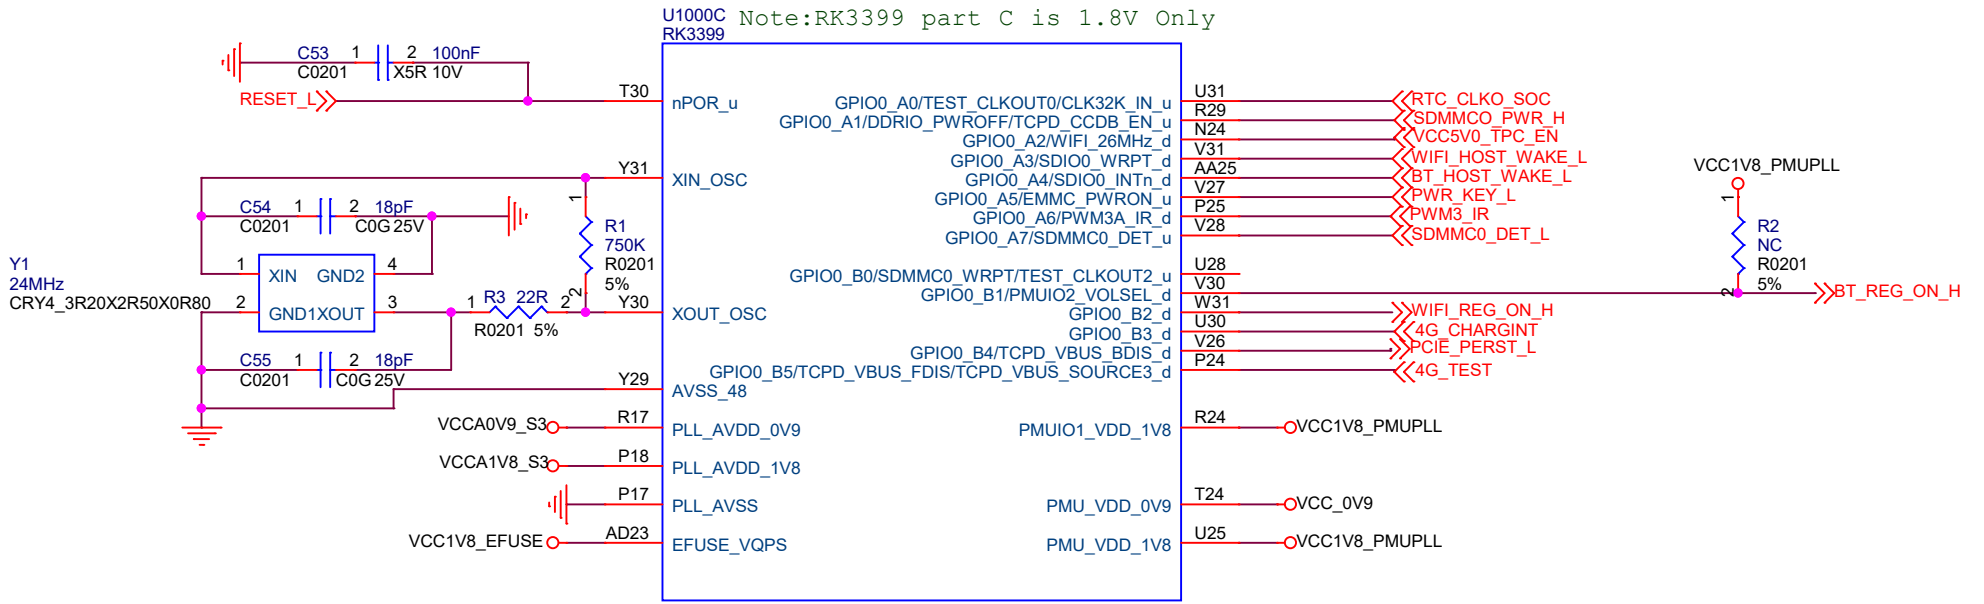 U1000C Note:RK3399 part C is 1.8V Only
RK3399
C53 1 2 100nF
C0201 X5R 10V
RESET_L
T30 nPOR_u
Y31 XIN_OSC
C54 1 2 18pF
C0201 C0G 25V
1
R1
750K
R0201
5%
2
Y1
24MHz
CRY4_3R20X2R50X0R80
1 XIN GND2 4
2 GND1 XOUT 3
1 R3 22R 2
R0201 5%
Y30 XOUT_OSC
C55 1 2 18pF
C0201 C0G 25V
Y29 AVSS_48
VCCA0V9_S3 R17 PLL_AVDD_0V9
VCCA1V8_S3 P18 PLL_AVDD_1V8
P17 PLL_AVSS
VCC1V8_EFUSE AD23 EFUSE_VQPS
GPIO0_A0/TEST_CLKOUT0/CLK32K_IN_u U31 RTC_CLKO_SOC
GPIO0_A1/DDRIO_PWROFF/TCPD_CCDB_EN_u R29 SDMMCO_PWR_H
GPIO0_A2/WIFI_26MHz_d N24 VCC5V0_TPC_EN
GPIO0_A3/SDIO0_WRPT_d V31 WIFI_HOST_WAKE_L
GPIO0_A4/SDIO0_INTn_d AA25 BT_HOST_WAKE_L
GPIO0_A5/EMMC_PWRON_u V27 PWR_KEY_L
GPIO0_A6/PWM3A_IR_d P25 PWM3_IR
GPIO0_A7/SDMMC0_DET_u V28 SDMMC0_DET_L
GPIO0_B0/SDMMC0_WRPT/TEST_CLKOUT2_u U28
GPIO0_B1/PMUIO2_VOLSEL_d V30 BT_REG_ON_H
GPIO0_B2_d W31 WIFI_REG_ON_H
GPIO0_B3_d U30 4G_CHARGINT
GPIO0_B4/TCPD_VBUS_BDIS_d V26 PCIE_PERST_L
GPIO0_B5/TCPD_VBUS_FDIS/TCPD_VBUS_SOURCE3_d P24 4G_TEST
PMUIO1_VDD_1V8 R24 VCC1V8_PMUPLL
PMU_VDD_0V9 T24 VCC_0V9
PMU_VDD_1V8 U25 VCC1V8_PMUPLL
VCC1V8_PMUPLL
1
R2
NC
R0201
5%
2